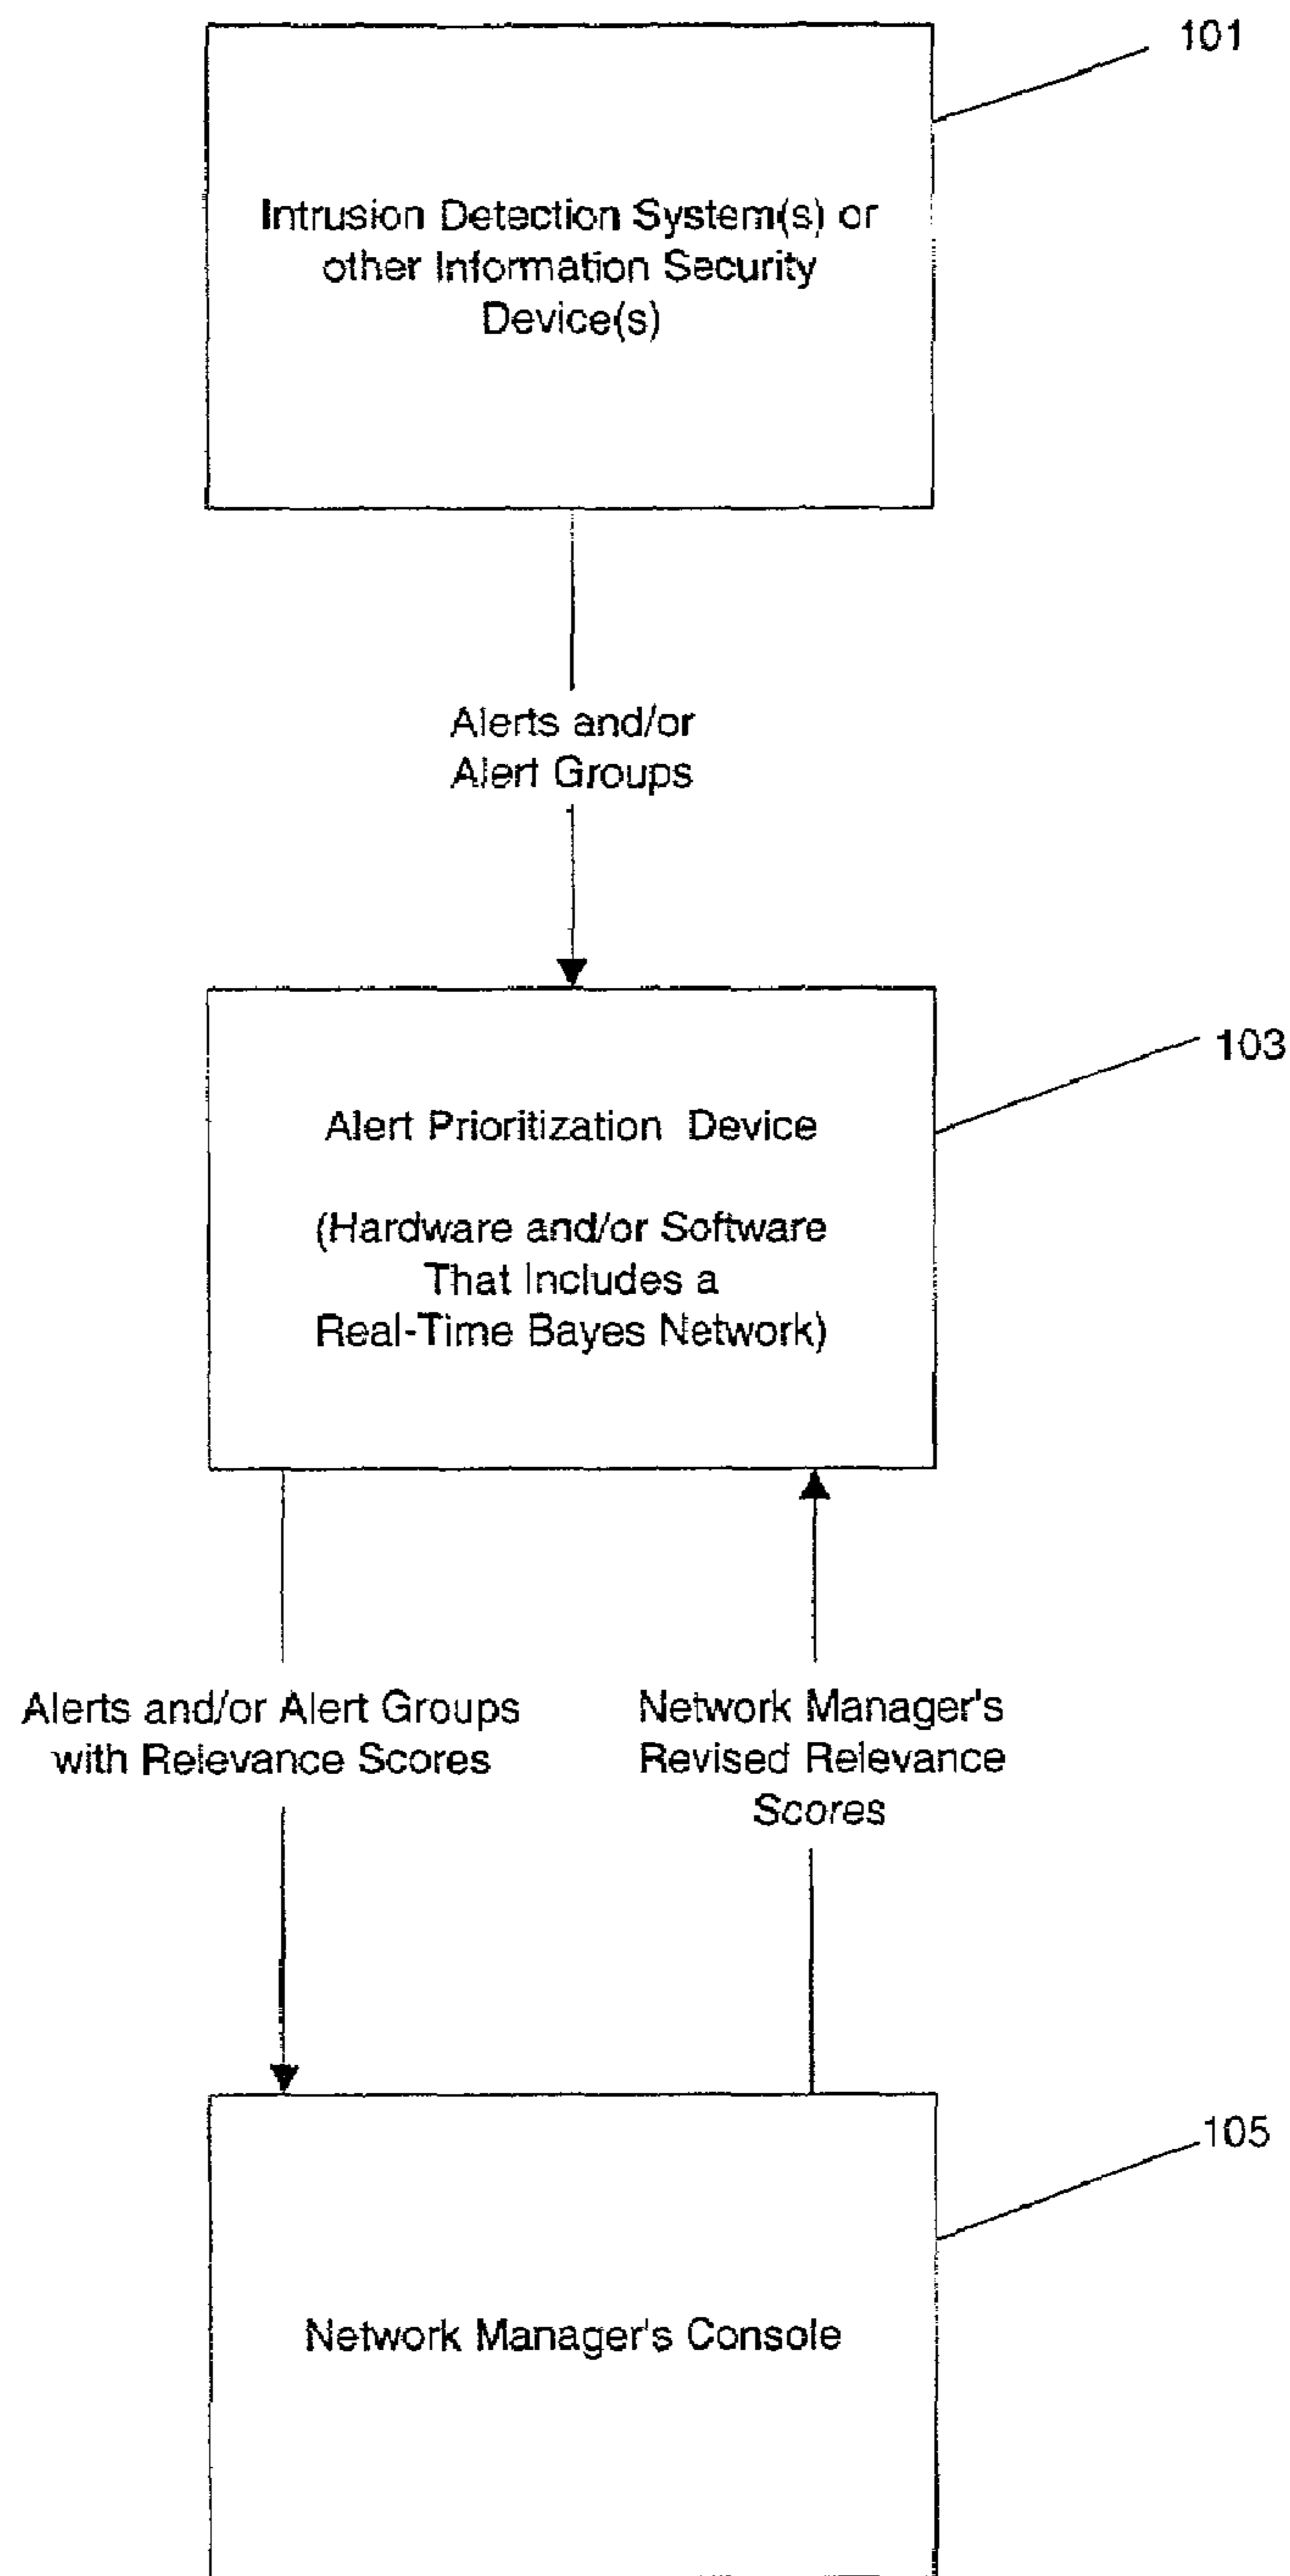 101
Intrusion Detection System(s) or
other Information Security
Device(s)
Alerts and/or
Alert Groups
103
Alert Prioritization Device
(Hardware and/or Software
That Includes a
Real-Time Bayes Network)
Alerts and/or Alert Groups
with Relevance Scores
Network Manager's
Revised Relevance
Scores
105
Network Manager's Console